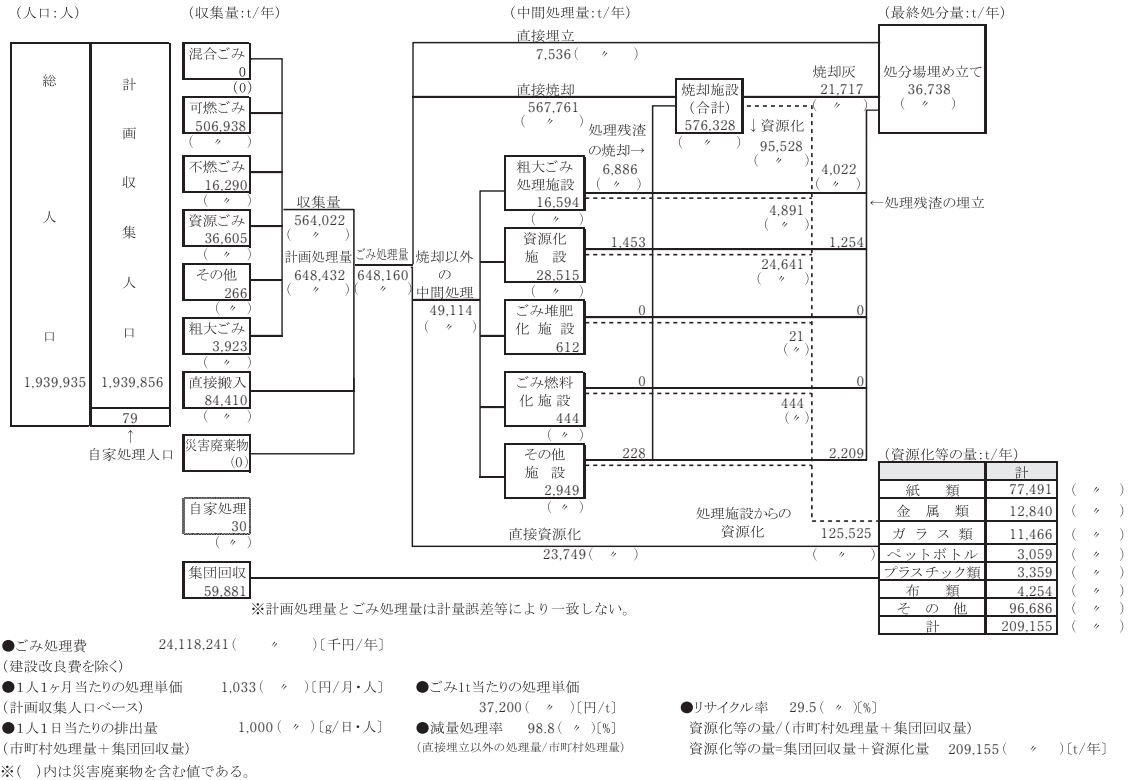 (人口:人)
(収集量:t/年)
(中間処理量:t/年)
(最終処分量:t/年)
総人口
1,939,935
計画収集人口
1,939,856
79
↑
自家処理人口
混合ごみ
0
(0)
可燃ごみ
506,938
( 〃 )
不燃ごみ
16,290
( 〃 )
資源ごみ
36,605
( 〃 )
その他
266
( 〃 )
粗大ごみ
3,923
( 〃 )
直接搬入
84,410
( 〃 )
災害廃棄物
(0)
自家処理
30
( 〃 )
集団回収
59,881
収集量
564,022
( 〃 )
計画処理量
648,432
( 〃 )
ごみ処理量
648,160
( 〃 )
直接埋立
7,536( 〃 )
直接焼却
567,761
( 〃 )
焼却以外
の
中間処理
49,114
( 〃 )
処理残渣
の焼却→
6,886
( 〃 )
焼却施設
(合計)
576,328
( 〃 )
↓資源化
95,528
( 〃 )
焼却灰
21,717
( 〃 )
処分場埋め立て
36,738
( 〃 )
粗大ごみ
処理施設
16,594
( 〃 )
4,022
( 〃 )
←処理残渣の埋立
4,891
( 〃 )
資源化
施 設
28,515
( 〃 )
1,453
1,254
24,641
( 〃 )
ごみ堆肥
化 施 設
612
0
0
21
( 〃 )
ごみ燃料
化 施 設
444
( 〃 )
0
0
444
( 〃 )
その他
施 設
2,949
( 〃 )
228
2,209
直接資源化
23,749( 〃 )
処理施設からの
資源化
125,525
( 〃 )
(資源化等の量:t/年)
計
紙 類 77,491 ( 〃 )
金 属 類 12,840 ( 〃 )
ガ ラ ス 類 11,466 ( 〃 )
ペットボトル 3,059 ( 〃 )
プラスチック類 3,359 ( 〃 )
布 類 4,254 ( 〃 )
そ の 他 96,686 ( 〃 )
計 209,155 ( 〃 )
※計画処理量とごみ処理量は計量誤差等により一致しない。
●ごみ処理費 24,118,241( 〃 )〔千円/年〕
(建設改良費を除く)
●1人1ヶ月当たりの処理単価 1,033( 〃 )〔円/月・人〕
(計画収集人口ベース)
●1人1日当たりの排出量 1,000( 〃 )〔g/日・人〕
(市町村処理量+集団回収量)
※( )内は災害廃棄物を含む値である。
●ごみ1t当たりの処理単価
37,200( 〃 )〔円/t〕
●減量処理率 98.8( 〃 )〔%〕
(直接埋立以外の処理量/市町村処理量)
●リサイクル率 29.5( 〃 )〔%〕
資源化等の量/(市町村処理量+集団回収量)
資源化等の量=集団回収量+資源化量 209,155( 〃 )〔t/年〕